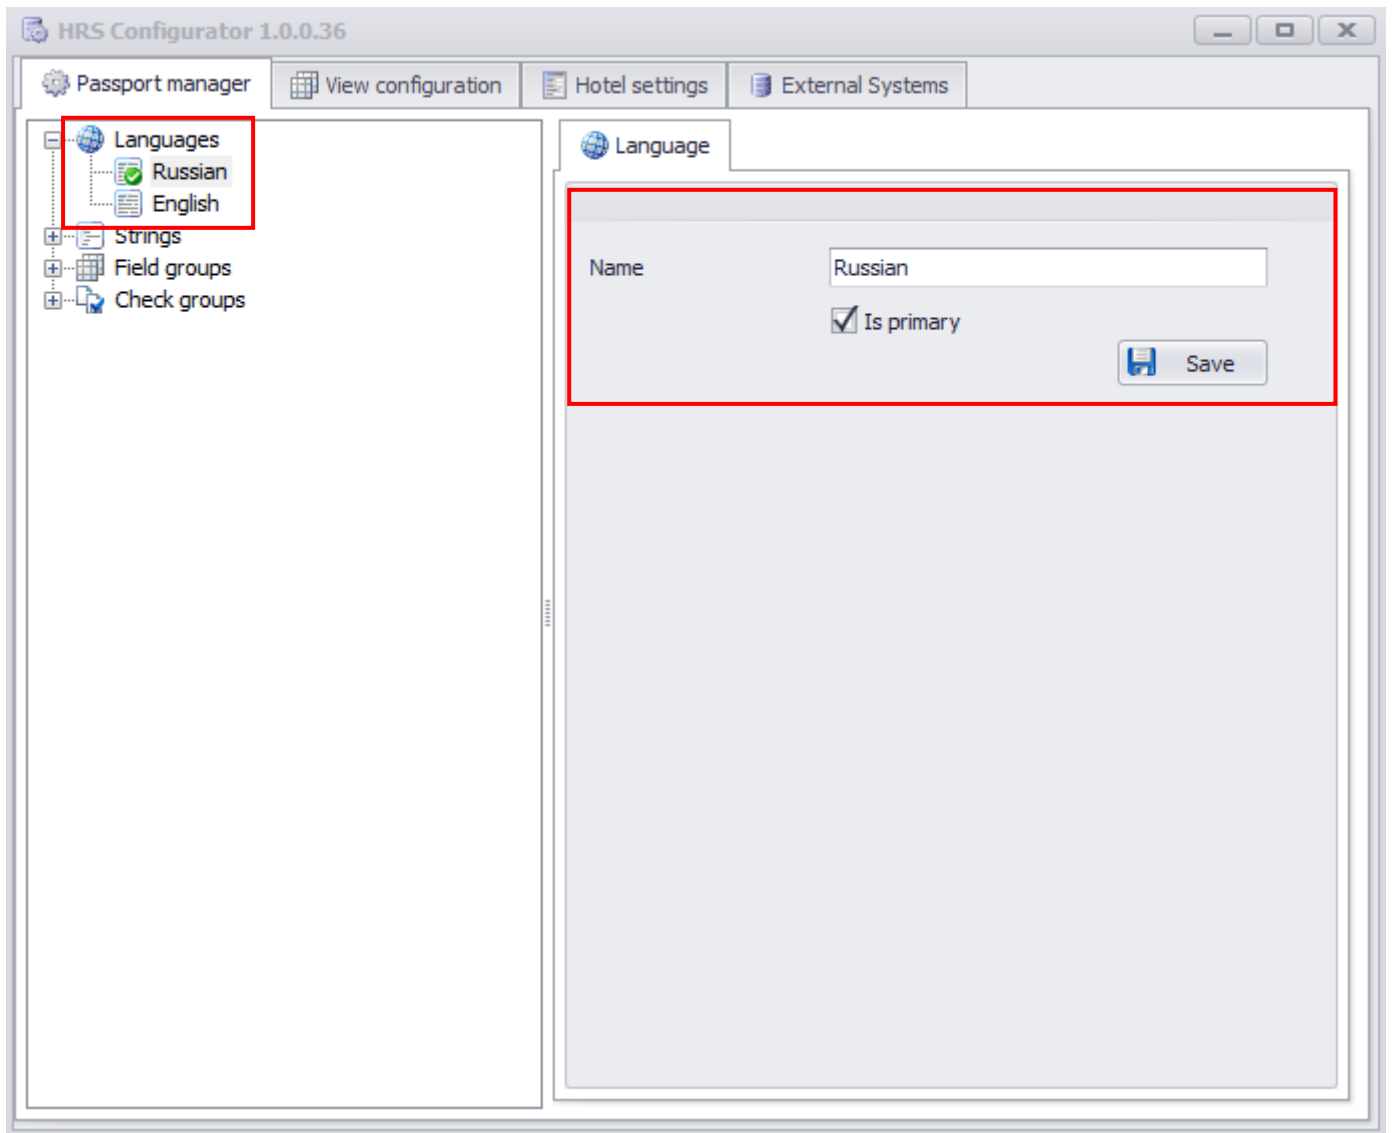 HRS Configurator 1.0.0.36
Passport manager View configuration Hotel settings External Systems
Languages
Russian
English
Strings
Field groups
Check groups
Language
Name Russian
Is primary
Save